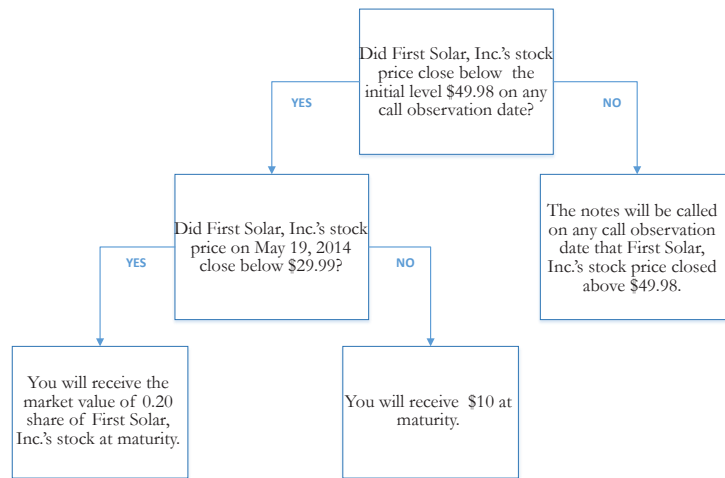 Did First Solar, Inc.'s stock
price close below the
initial level $49.98 on any
call observation date?
YES
NO
Did First Solar, Inc.'s stock
price on May 19, 2014
close below $29.99?
The notes will be called
on any call observation
date that First Solar,
Inc.'s stock price closed
above $49.98.
YES
NO
You will receive the
market value of 0.20
share of First Solar,
Inc.'s stock at maturity.
You will receive $10 at
maturity.